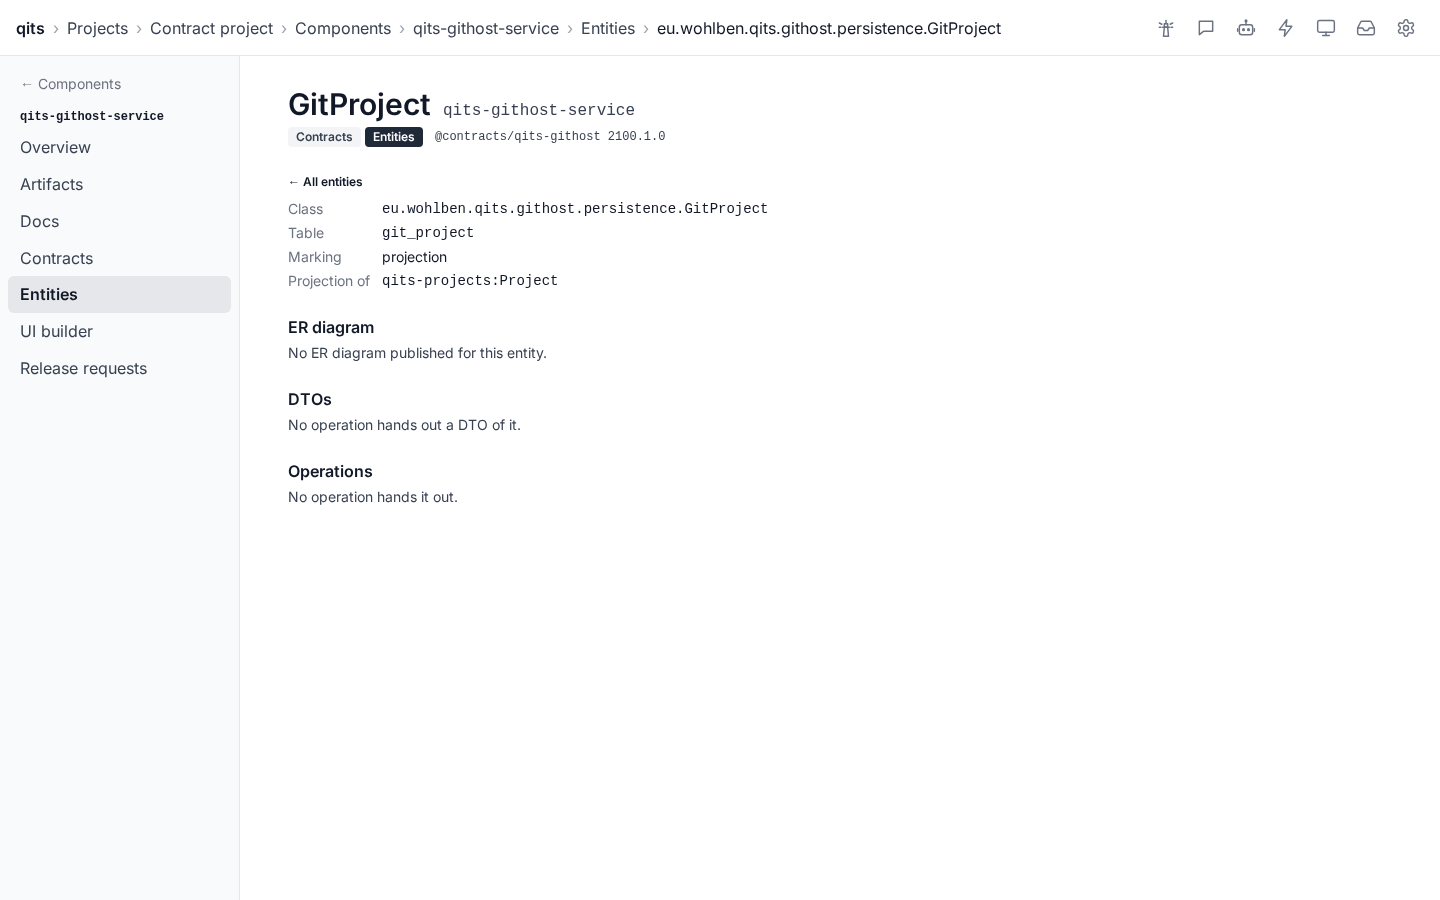 qits › Projects › Contract project › Components › qits-githost-service › Entities › eu.wohlben.qits.githost.persistence.GitProject
← Components
qits-githost-service
Overview
Artifacts
Docs
Contracts
Entities
UI builder
Release requests
GitProject qits-githost-service
Contracts Entities @contracts/qits-githost 2100.1.0
← All entities
Class eu.wohlben.qits.githost.persistence.GitProject
Table git_project
Marking projection
Projection of qits-projects:Project
ER diagram
No ER diagram published for this entity.
DTOs
No operation hands out a DTO of it.
Operations
No operation hands it out.